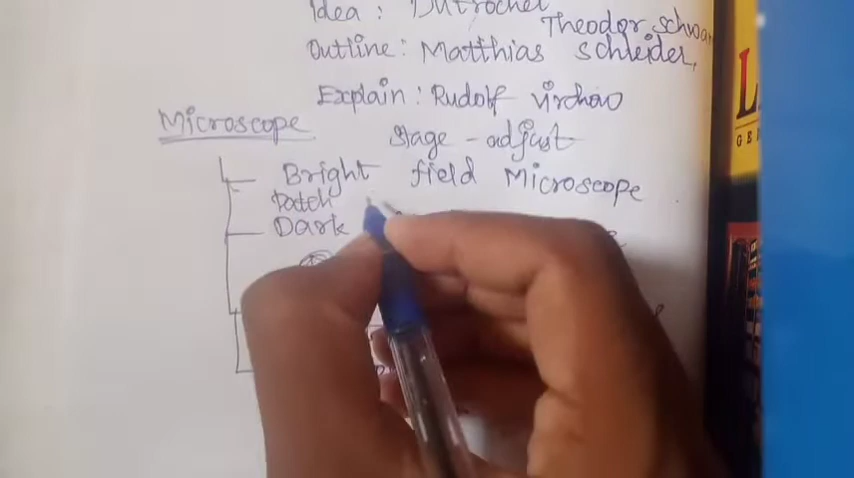 Idea : Dutrochet
Theodor schwan
Outline : Matthias schleider,
Explain : Rudolf virchow
Microscope
stage - adjust
Bright field Microscope
Dark